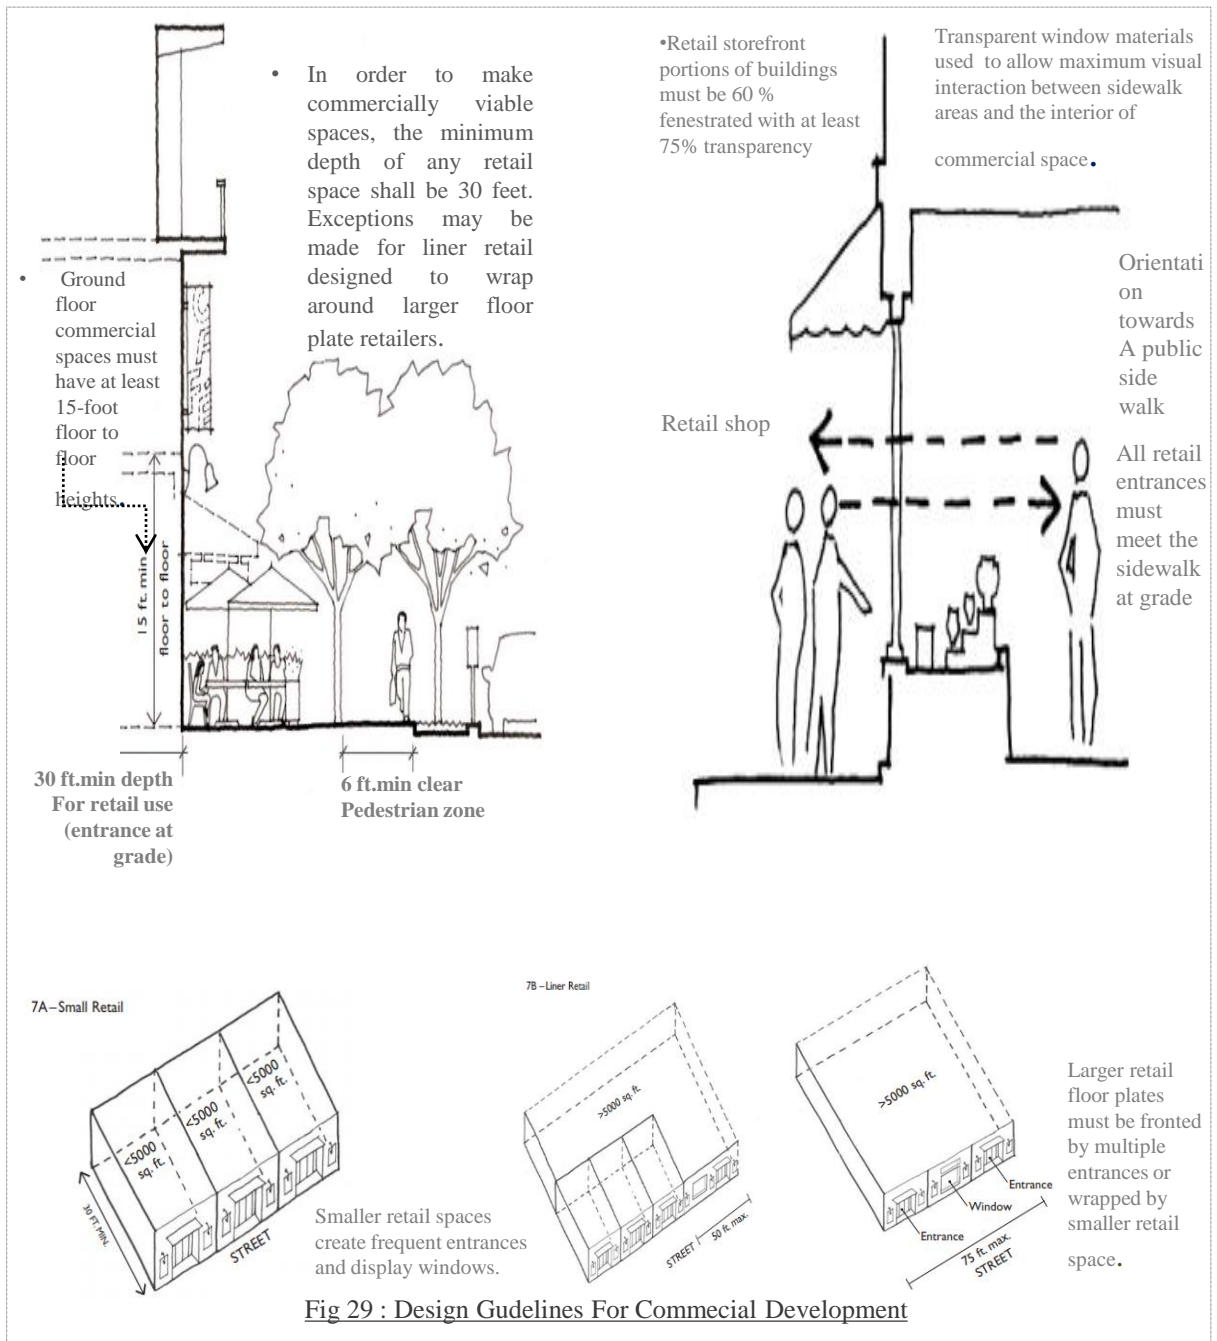 • In order to make
commercially viable
spaces, the minimum
depth of any retail
space shall be 30 feet.
Exceptions may be
made for liner retail
designed to wrap
around larger floor
plate retailers.
• Ground
floor
commercial
spaces must
have at least
15-foot
floor to
floor
heights.
15 ft. min
floor to floor
30 ft.min depth
For retail use
(entrance at
grade)
6 ft.min clear
Pedestrian zone
•Retail storefront
portions of buildings
must be 60 %
fenestrated with at least
75% transparency
Transparent window materials
used to allow maximum visual
interaction between sidewalk
areas and the interior of
commercial space.
Retail shop
Orientati
on
towards
A public
side
walk
All retail
entrances
must
meet the
sidewalk
at grade
7A–Small Retail
<5000
sq. ft.
<5000
sq. ft.
<5000
sq. ft.
30 FT. MIN.
STREET
Smaller retail spaces
create frequent entrances
and display windows.
7B –Liner Retail
>5000 sq. ft.
STREET
50 ft. max.
>5000 sq. ft.
Entrance
Window
Entrance
75 ft. max.
STREET
Larger retail
floor plates
must be fronted
by multiple
entrances or
wrapped by
smaller retail
space.
Fig 29 : Design Gudelines For Commecial Development